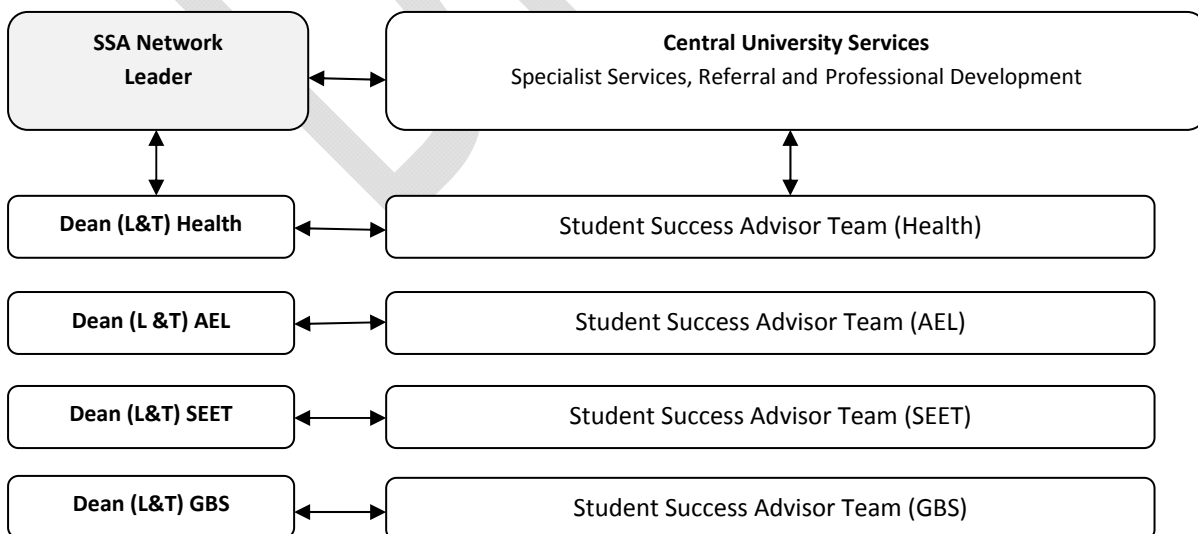 SSA Network
Leader
Central University Services
Specialist Services, Referral and Professional Development
Dean (L&T) Health
Student Success Advisor Team (Health)
Dean (L &T) AEL
Student Success Advisor Team (AEL)
Dean (L&T) SEET
Student Success Advisor Team (SEET)
Dean (L&T) GBS
Student Success Advisor Team (GBS)